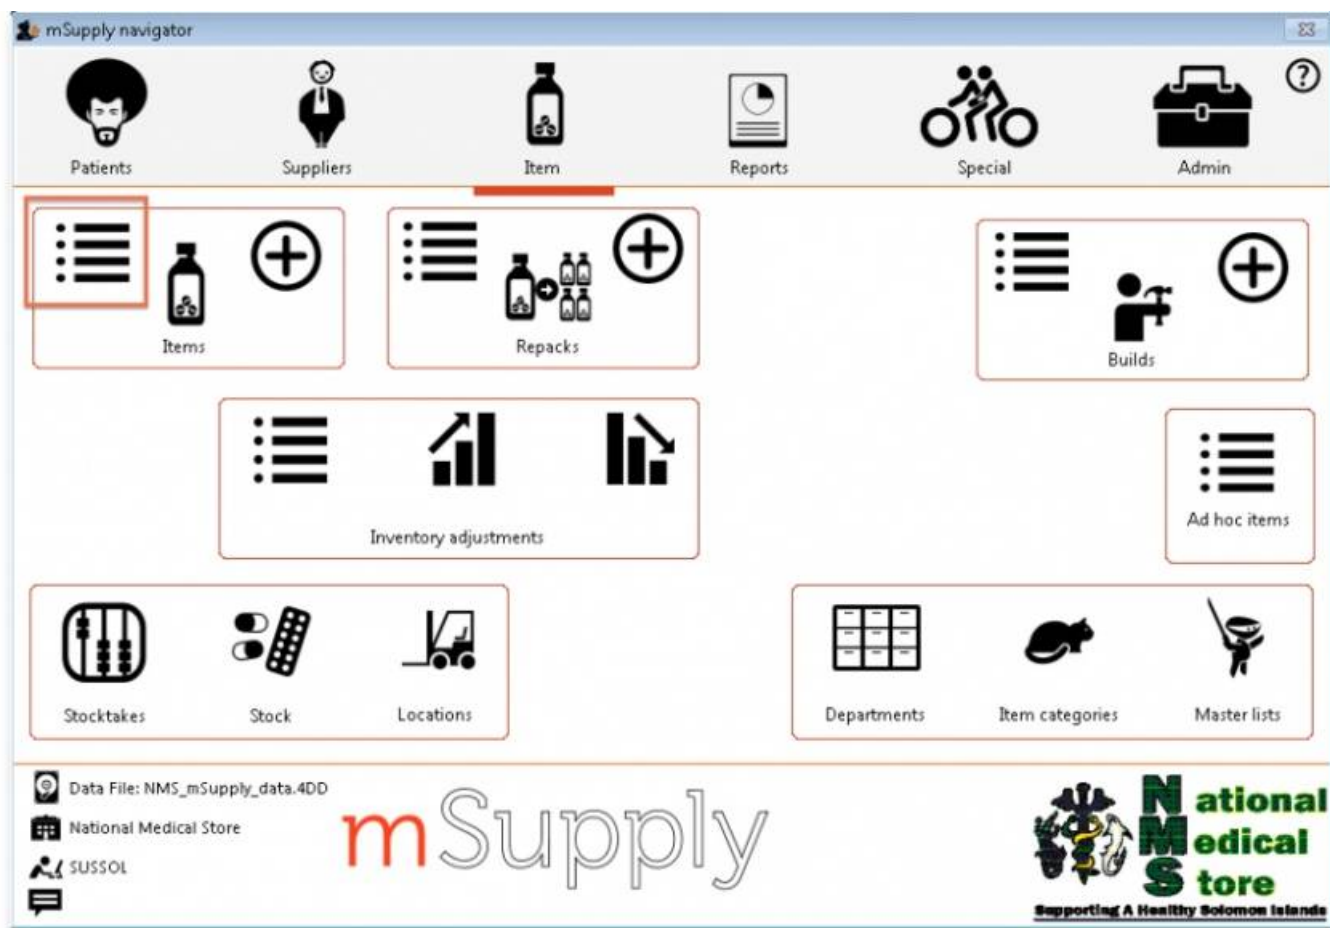 mSupply navigator
Patients
Suppliers
Item
Reports
Special
Admin
?
Items
Repacks
Builds
Inventory adjustments
Ad hoc items
Stocktakes
Stock
Locations
Departments
Item categories
Master lists
Data File: NMS_mSupply_data.4DD
National Medical Store
SUSSOL
mSupply
National
Medical
Store
Supporting A Healthy Solomon Islands